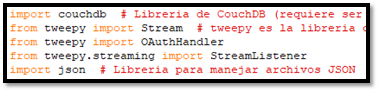 import couchdb # Libreria de CouchDB (requiere ser
from tweepy import Stream # tweepy es la libreria
from tweepy import OAuthHandler
from tweepy.streaming import StreamListener
import json # Libreria para manejar archivos JSON